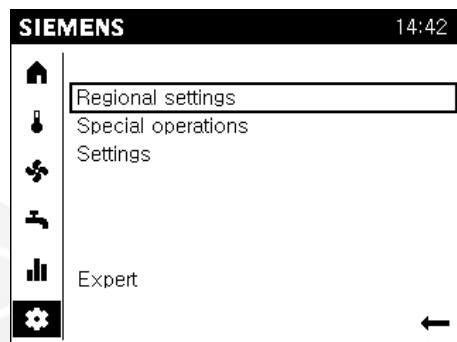 SIEMENS 14:42
Regional settings
Special operations
Settings
Expert